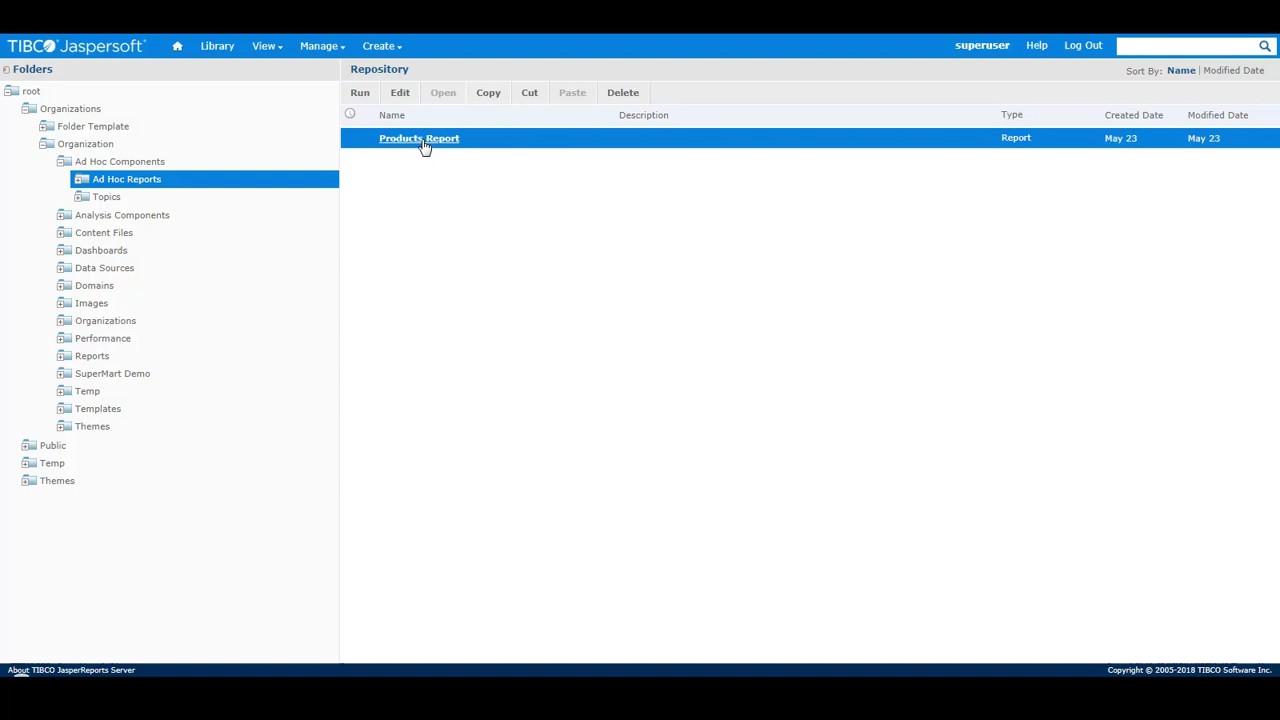 TIBCO Jaspersoft Library View Manage Create superuser Help Log Out
Folders
root
Organizations
Folder Template
Organization
Ad Hoc Components
Ad Hoc Reports
Topics
Analysis Components
Content Files
Dashboards
Data Sources
Domains
Images
Organizations
Performance
Reports
SuperMart Demo
Temp
Templates
Themes
Public
Temp
Themes
Repository
Sort By: Name | Modified Date
Run Edit Open Copy Cut Paste Delete
Name Description Type Created Date Modified Date
Products Report Report May 23 May 23
About TIBCO JasperReports Server
Copyright © 2005-2018 TIBCO Software Inc.